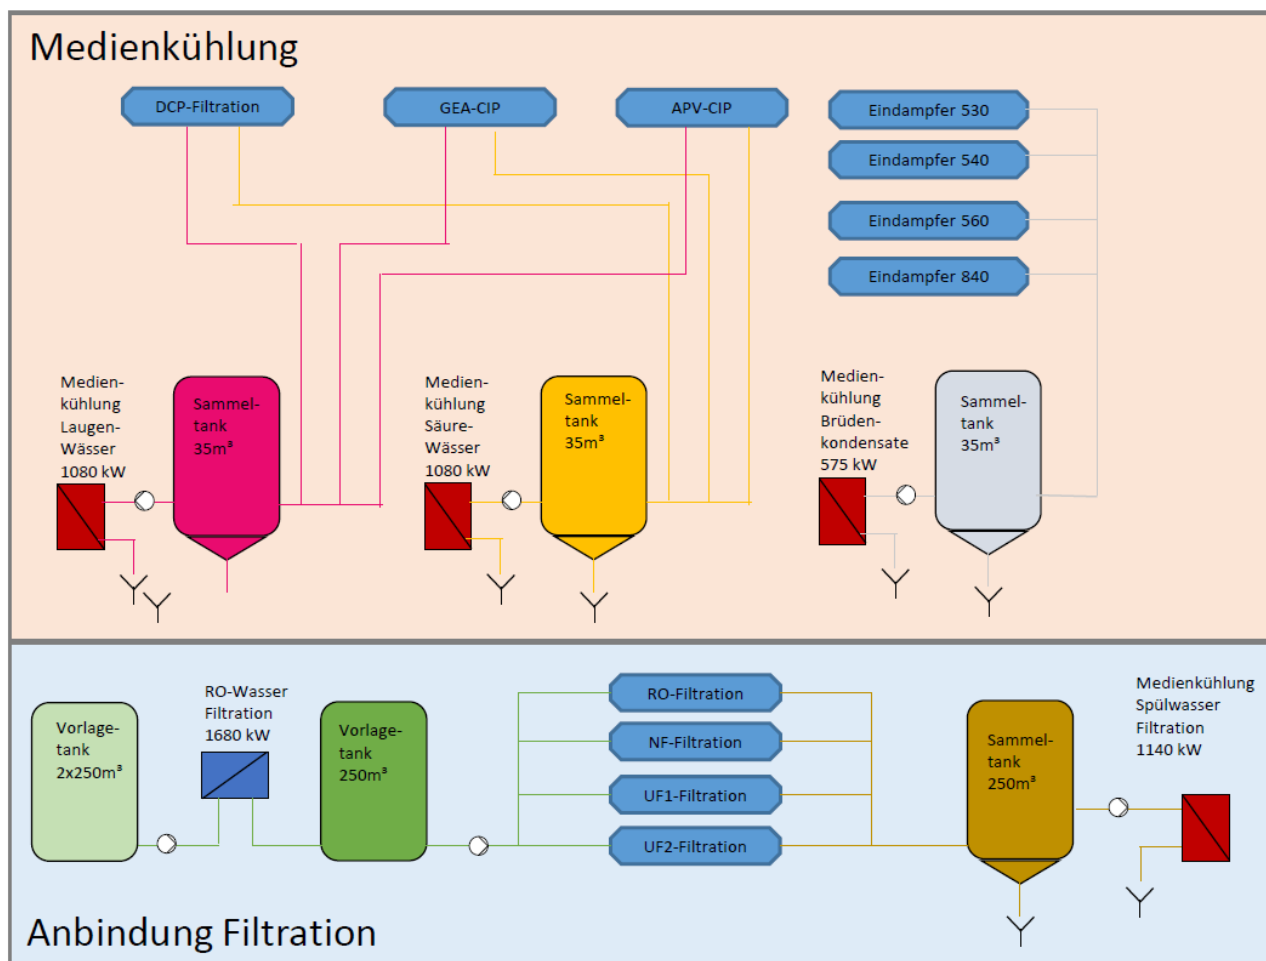 Medienkühlung
DCP-Filtration
GEA-CIP
APV-CIP
Eindampfer 530
Eindampfer 540
Eindampfer 560
Eindampfer 840
Medien-
kühlung
Laugen-
Wässer
1080 kW
Sammel-
tank
35m³
Medien-
kühlung
Säure-
Wässer
1080 kW
Sammel-
tank
35m³
Medien-
kühlung
Brüden-
kondensate
575 kW
Sammel-
tank
35m³
Vorlage-
tank
2x250m³
RO-Wasser
Filtration
1680 kW
Vorlage-
tank
250m³
RO-Filtration
NF-Filtration
UF1-Filtration
UF2-Filtration
Sammel-
tank
250m³
Medienkühlung
Spülwasser
Filtration
1140 kW
Anbindung Filtration